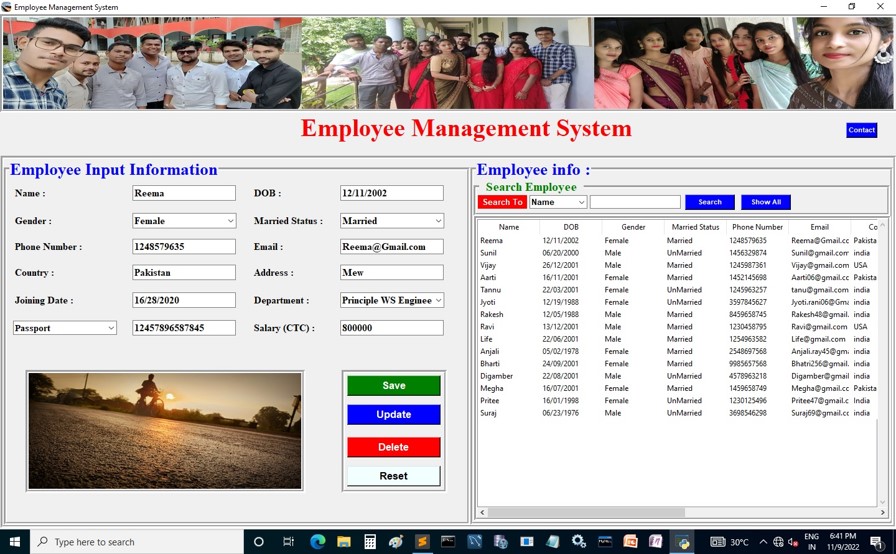 Employee Management System
Employee Management System
Contact
Employee Input Information
Name : Reema DOB : 12/11/2002
Gender : Female Married Status : Married
Phone Number : 1248579635 Email : Reema@Gmail.com
Country : Pakistan Address : Mew
Joining Date : 16/28/2020 Department : Principle WS Enginee
Passport 12457896587845 Salary (CTC) : 800000
Save
Update
Delete
Reset
Employee info :
Search Employee
Search To Name Search Show All
Name DOB Gender Married Status Phone Number Email Co
Reema 12/11/2002 Female Married 1248579635 Reema@Gmail.cc Pakista
Sunil 06/20/2000 Male UnMarried 1456329874 Sunil@gmail.com india
Vijay 26/12/2001 Male Married 1245987361 Vijay@gmail.com USA
Aarti 16/11/2001 Female Married 1452145698 Aarti06@gmail.cc Pakistan
Tannu 22/03/2001 Female UnMarried 1245963257 tanu@gmail.com india
Jyoti 12/19/1988 Female UnMarried 3597845627 Jyoti.rani06@Gma india
Rakesh 12/05/1988 Male Married 8459658745 Rakesh48@gmail. india
Ravi 13/12/2001 Male Married 1230458795 Ravi@gmail.com USA
Life 22/06/2001 Male Married 1254963582 Life@gmail.com india
Anjali 05/02/1978 Female Married 2548697568 Anjali.ray45@gm india
Bharti 24/09/2001 Female Married 9985657568 Bhatri256@gmail. india
Digamber 22/08/2001 Male UnMarried 4578963218 Digamber@gmail india
Megha 16/07/2001 Female Married 1459658749 Megha@gmail.cc Pakista
Pritee 16/01/1998 Female UnMarried 1230125496 Pritee47@gmail.c India
Suraj 06/23/1976 Male UnMarried 3698546298 Suraj69@gmail.cc india
Type here to search
30°C
ENG
IN
6:41 PM
11/9/2022